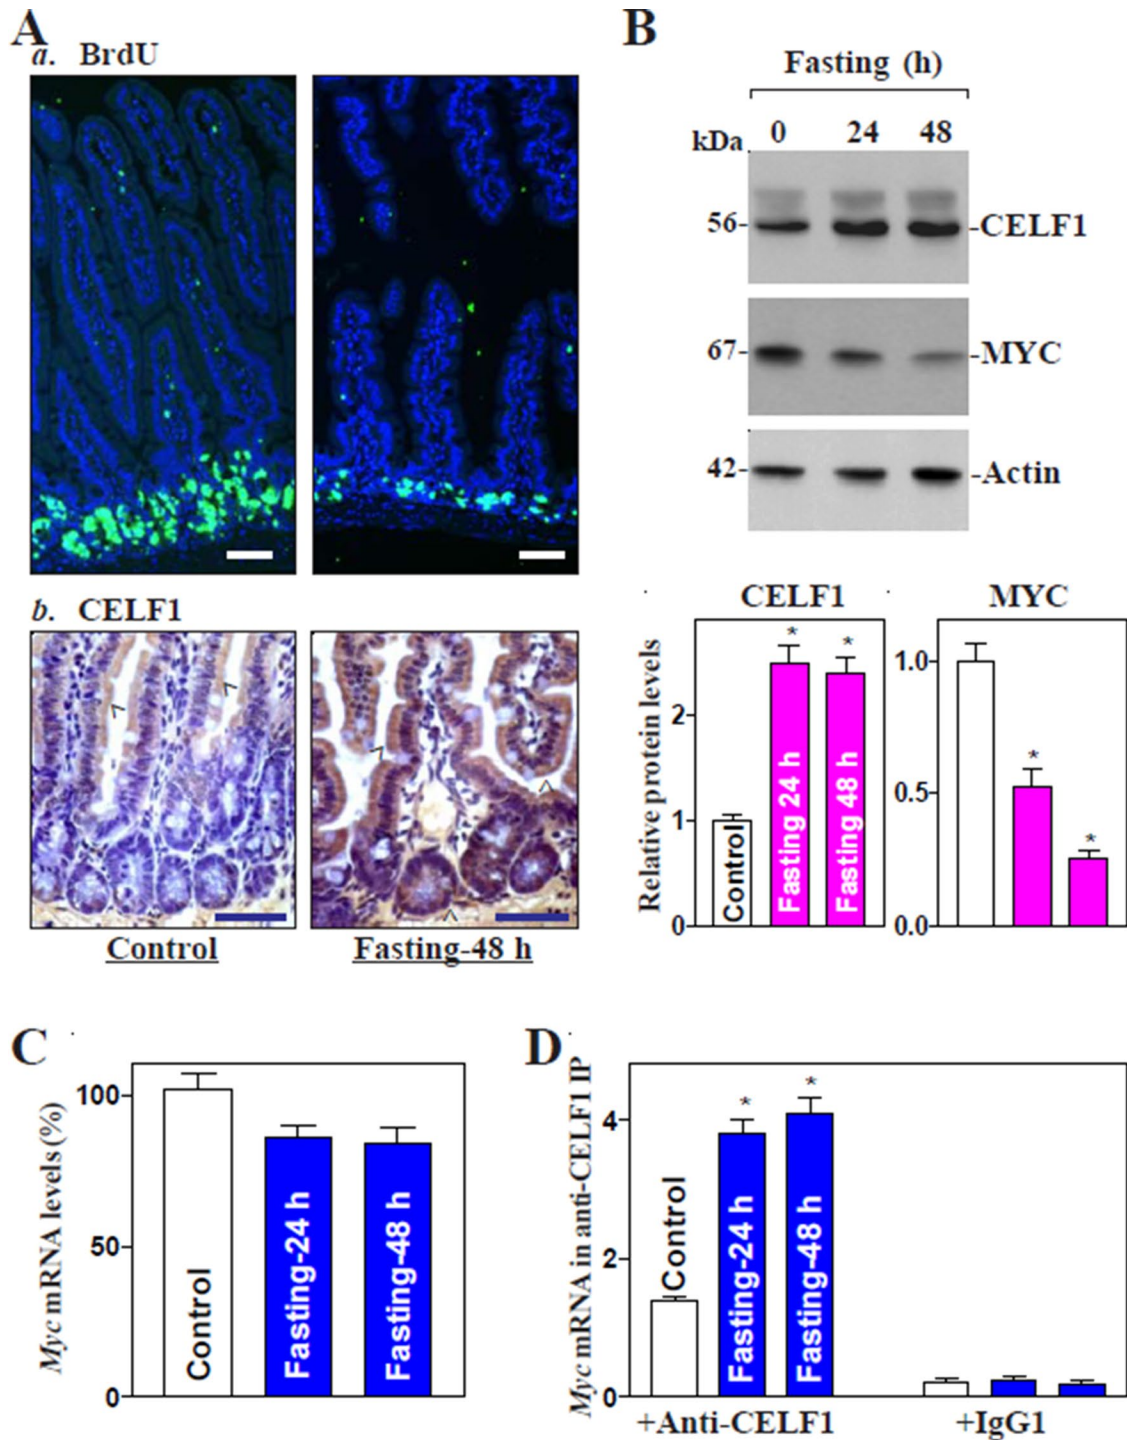 A
a. BrdU
b. CELF1
Control
Fasting-48 h
B
Fasting (h)
kDa
0 24 48
56- -CELF1
67- -MYC
42- -Actin
CELF1
MYC
Relative protein levels
2
1
0
Control
Fasting 24 h
Fasting 48 h
* *
1.0
0.5
0.0
*
*
C
Myc mRNA levels (%)
100
50
0
Control
Fasting-24 h
Fasting-48 h
D
Myc mRNA in anti-CELF1 IP
4
2
0
Control
Fasting-24 h
Fasting-48 h
*
*
+Anti-CELF1
+IgG1